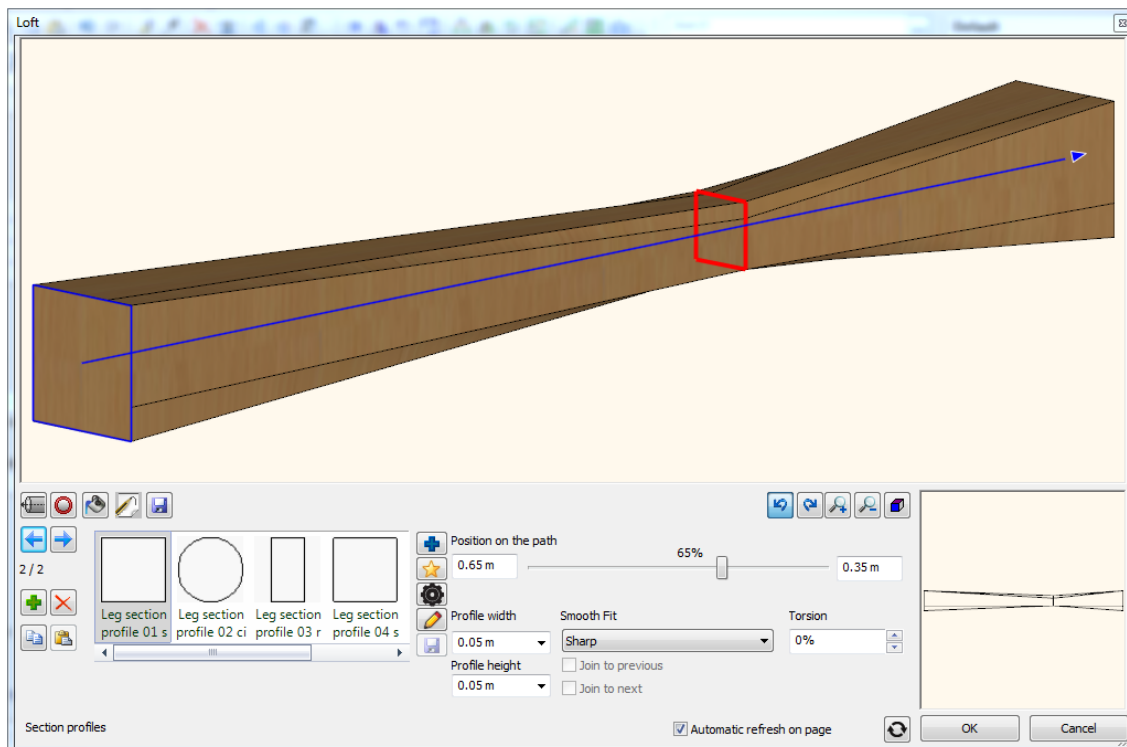 Loft
Default
Position on the path
0.65 m
65%
0.35 m
2 / 2
Leg section
profile 01 s
Leg section
profile 02 ci
Leg section
profile 03 r
Leg section
profile 04 s
Profile width
0.05 m
Profile height
0.05 m
Smooth Fit
Sharp
Join to previous
Join to next
Torsion
0%
Section profiles
Automatic refresh on page
OK
Cancel